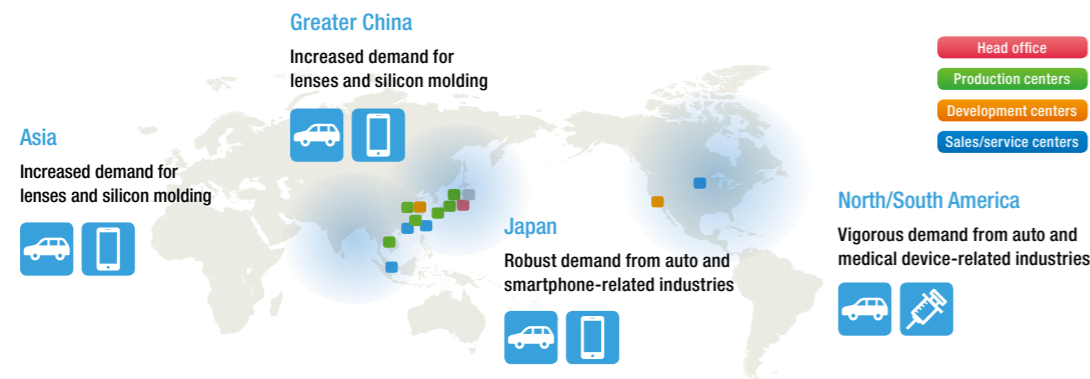 Greater China
Increased demand for
lenses and silicon molding
Head office
Production centers
Development centers
Sales/service centers
Asia
Increased demand for
lenses and silicon molding
Japan
Robust demand from auto and
smartphone-related industries
North/South America
Vigorous demand from auto and
medical device-related industries